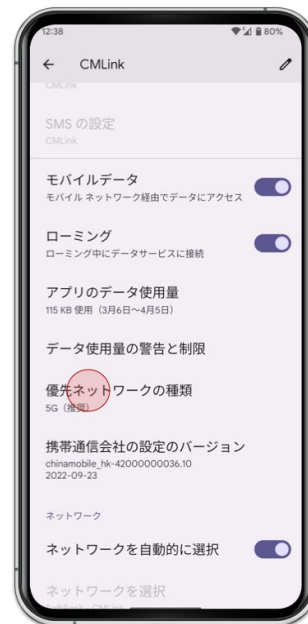 12:38
80%
CMLink
CMLink
SMS の設定
CMLink
モバイルデータ
モバイル ネットワーク経由でデータにアクセス
ローミング
ローミング中にデータサービスに接続
アプリのデータ使用量
115 KB 使用（3月6日～4月5日）
データ使用量の警告と制限
優先ネットワークの種類
5G（推奨）
携帯通信会社の設定のバージョン
chinamobile_hk-42000000036.10
2022-09-23
ネットワーク
ネットワークを自動的に選択
ネットワークを選択
SoftBank - CMLink